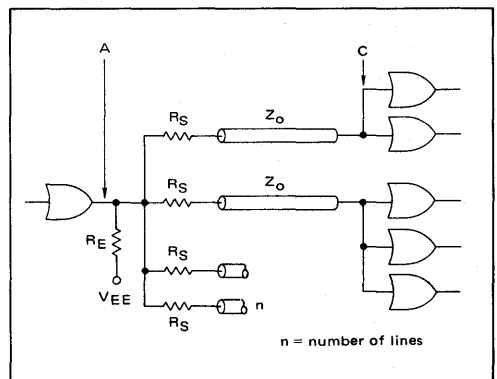 A
C
R_S
Z_O
R_S
Z_O
R_E
V_EE
R_S
R_S
n
n = number of lines